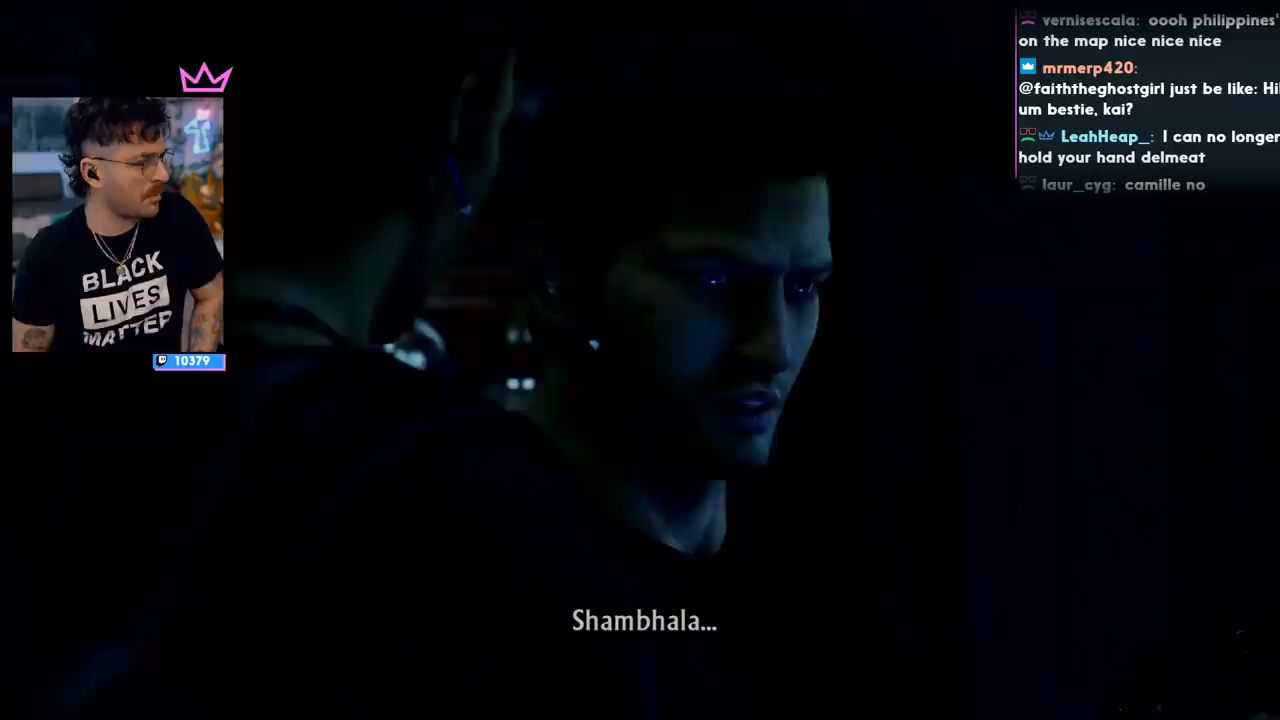 vernisescala: oooh philippines'
on the map nice nice nice
mrmerp420:
@faiththeghostgirl just be like: Hi
um bestie, kai?
LeahHeap_: I can no longer
hold your hand delmeat
laur_cyg: camille no
BLACK
LIVES
MATTER
10379
Shambhala...